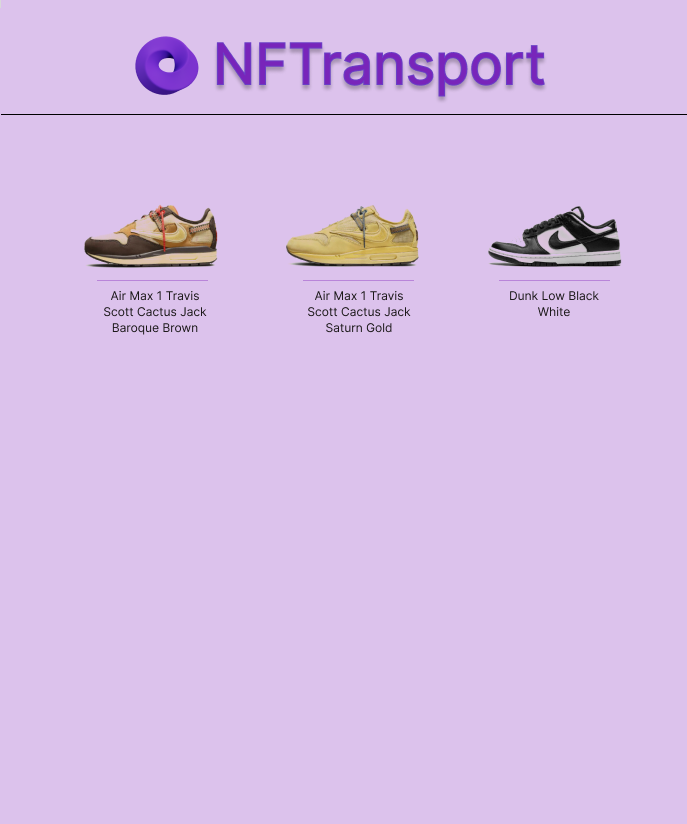 NFTransport
Air Max 1 Travis
Scott Cactus Jack
Baroque Brown
Air Max 1 Travis
Scott Cactus Jack
Saturn Gold
Dunk Low Black
White